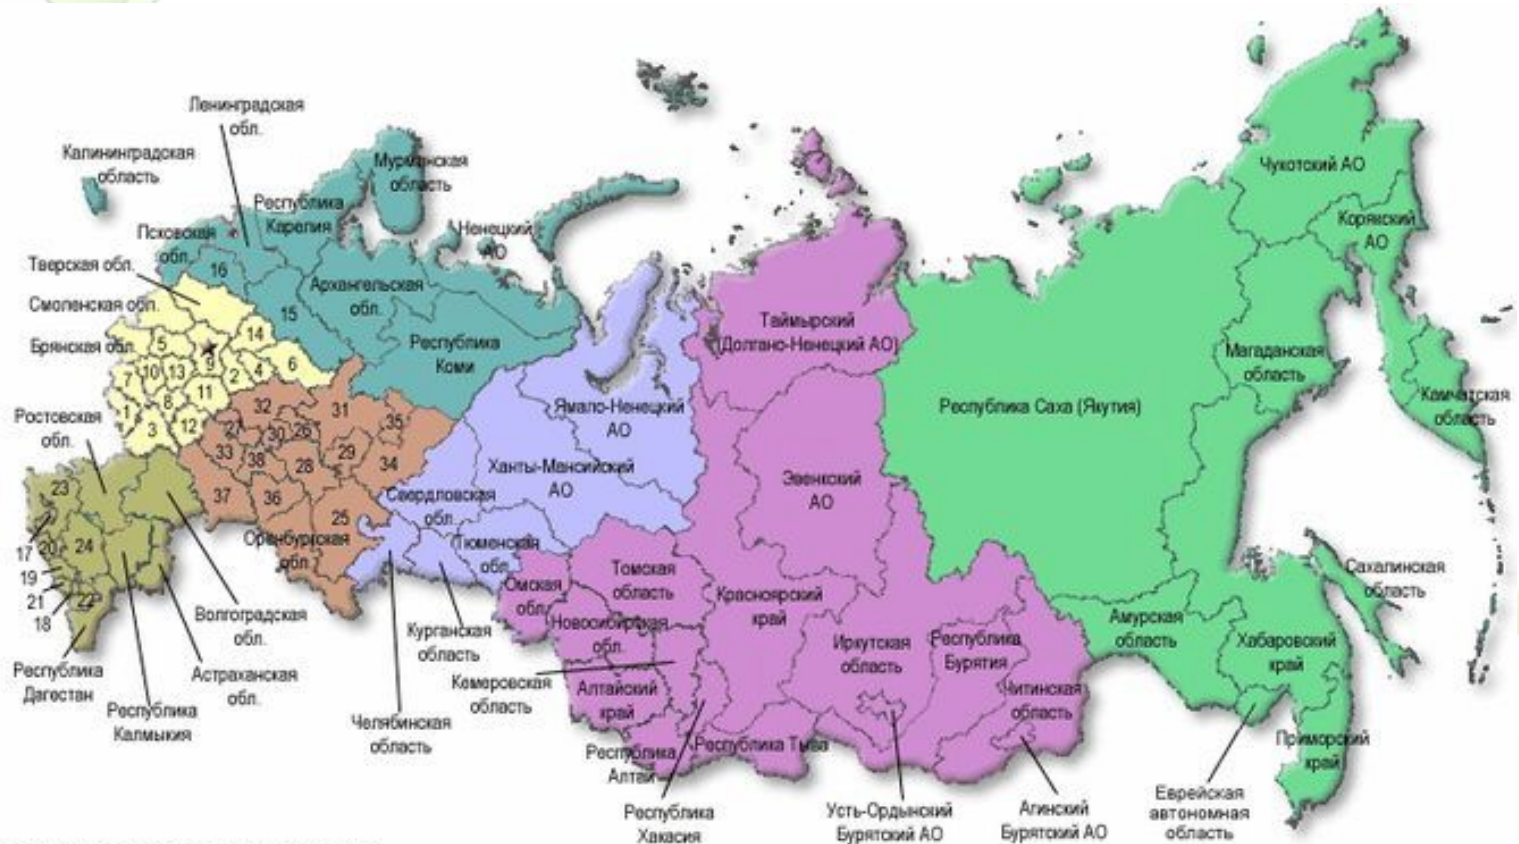 Ленинградская
обл.
Калининградская
область
Мурманская
область
Республика
Карелия
Ненецкий
АО
Псковская
обл.
Тверская обл.
16
Архангельская
обл.
Смоленская обл.
15
Брянская обл.
5
14
Республика
Коми
9
6
7
10
13
2
4
11
1
8
3
12
Ростовская
обл.
32
31
35
27
30
26
33
38
28
29
34
37
36
25
23
Оренбургская
обл.
17
20
24
19
21
22
18
Республика
Дагестан
Республика
Калмыкия
Астраханская
обл.
Волгоградская
обл.
Ямало-Ненецкий
АО
Ханты-Мансийский
АО
Свердловская
обл.
Тюменская
обл.
Курганская
область
Челябинская
область
Таймырский
(Долгано-Ненецкий АО)
Эвенкский
АО
Омская
обл.
Томская
область
Красноярский
край
Новосибирская
обл.
Кемеровская
область
Алтайский
край
Республика
Алтай
Республика Тыва
Республика
Хакасия
Иркутская
область
Республика
Бурятия
Читинская
область
Усть-Ордынский
Бурятский АО
Агинский
Бурятский АО
Чукотский АО
Корякский
АО
Магаданская
область
Камчатская
область
Республика Саха (Якутия)
Сахалинская
область
Амурская
область
Хабаровский
край
Приморский
край
Еврейская
автономная
область